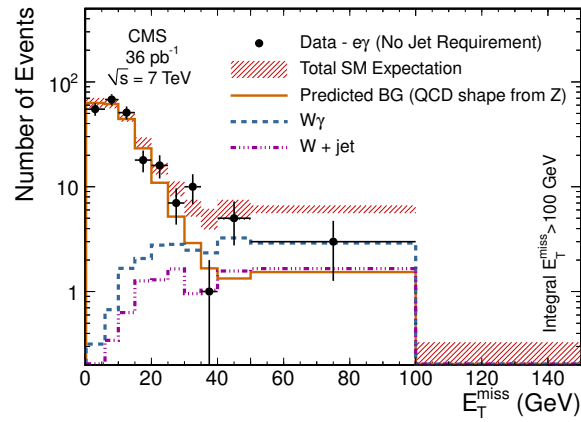 CMS
36 pb⁻¹
√s = 7 TeV
Data - eγ (No Jet Requirement)
Total SM Expectation
Predicted BG (QCD shape from Z)
Wγ
W + jet
Number of Events
10²
10
1
Integral E_T^miss>100 GeV
0 20 40 60 80 100 120 140
E_T^miss (GeV)